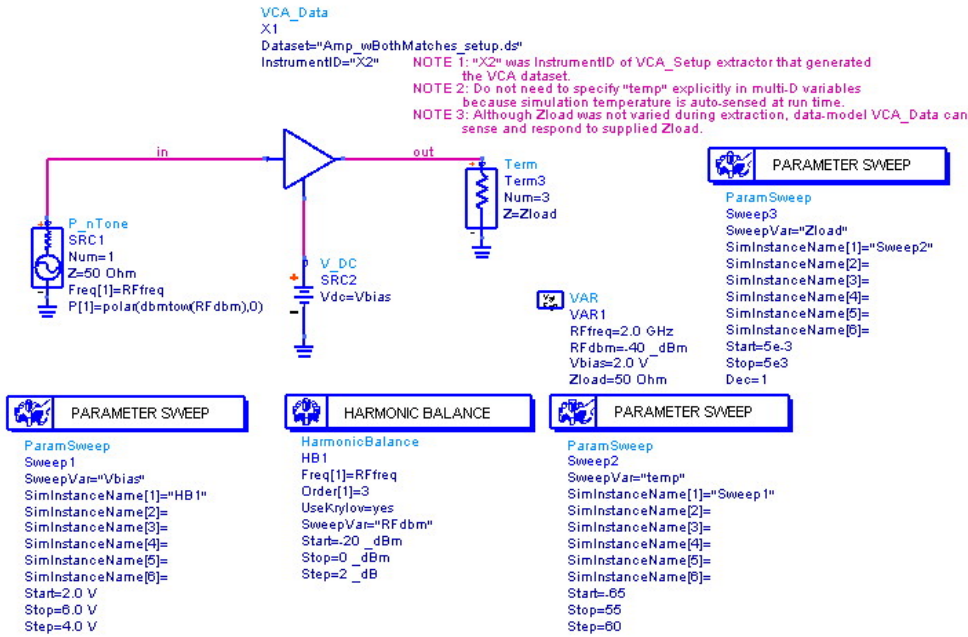 VCA_Data
X1
Dataset="Amp_wBothMatches_setup.ds"
InstrumentID="X2"
NOTE 1: "X2" was InstrumentID of VCA_Setup extractor that generated
the VCA dataset.
NOTE 2: Do not need to specify "temp" explicitly in multi-D variables
because simulation temperature is auto-sensed at run time.
NOTE 3: Although Zload was not varied during extraction, data-model VCA_Data can
sense and respond to supplied Zload.
in
out
Term
Term3
Num=3
Z=Zload
P_nTone
SRC1
Num=1
Z=50 Ohm
Freq[1]=RFfreq
P[1]=polar(dbmtow(RFdbm),0)
V_DC
SRC2
Vdc=Vbias
VAR
VAR1
RFfreq=2.0 GHz
RFdbm=-40 _dBm
Vbias=2.0 V
Zload=50 Ohm
PARAMETER SWEEP
ParamSweep
Sweep3
SweepVar="Zload"
SimInstanceName[1]="Sweep2"
SimInstanceName[2]=
SimInstanceName[3]=
SimInstanceName[4]=
SimInstanceName[5]=
SimInstanceName[6]=
Start=5e-3
Stop=5e3
Dec=1
PARAMETER SWEEP
ParamSweep
Sweep1
SweepVar="Vbias"
SimInstanceName[1]="HB1"
SimInstanceName[2]=
SimInstanceName[3]=
SimInstanceName[4]=
SimInstanceName[5]=
SimInstanceName[6]=
Start=2.0 V
Stop=6.0 V
Step=4.0 V
HARMONIC BALANCE
HarmonicBalance
HB1
Freq[1]=RFfreq
Order[1]=3
UseKrylov=yes
SweepVar="RFdbm"
Start=-20 _dBm
Stop=0 _dBm
Step=2 _dB
PARAMETER SWEEP
ParamSweep
Sweep2
SweepVar="temp"
SimInstanceName[1]="Sweep1"
SimInstanceName[2]=
SimInstanceName[3]=
SimInstanceName[4]=
SimInstanceName[5]=
SimInstanceName[6]=
Start=-65
Stop=55
Step=60